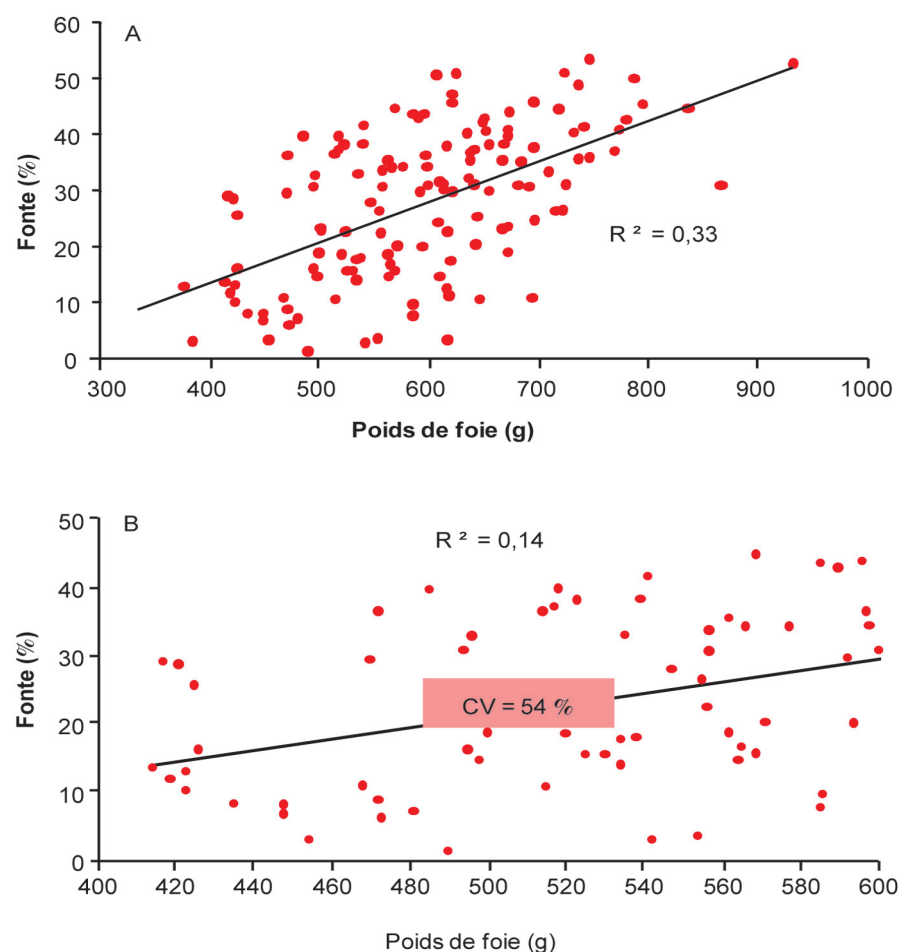 A
60
50
40
30
20
10
0
Fonte (%)
R ² = 0,33
300 400 500 600 700 800 900 1000
Poids de foie (g)
B
50
40
30
20
10
0
Fonte (%)
R ² = 0,14
CV = 54 %
400 420 440 460 480 500 520 540 560 580 600
Poids de foie (g)